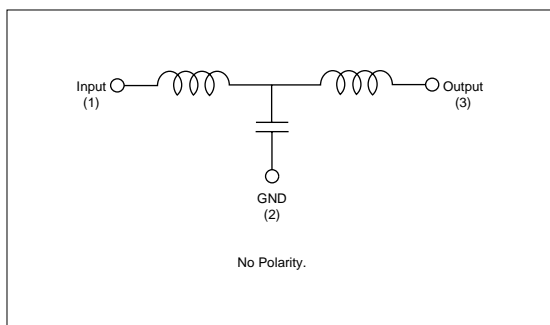 Input
(1)
Output
(3)
GND
(2)
No Polarity.